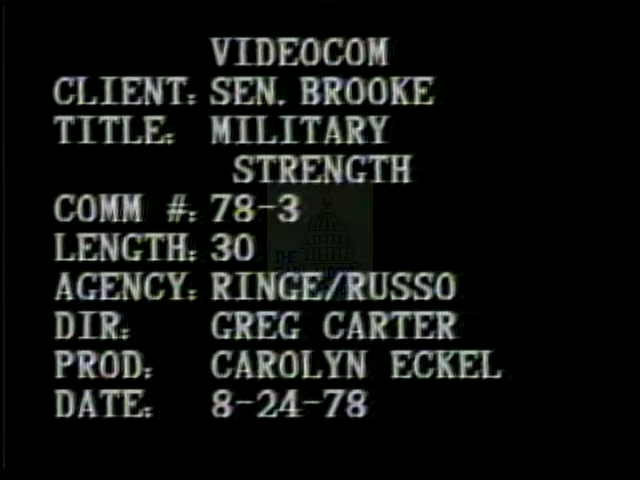 VIDEOCOM
CLIENT: SEN. BROOKE
TITLE: MILITARY
STRENGTH
COMM #: 78-3
LENGTH: 30
AGENCY: RINGE/RUSSO
DIR: GREG CARTER
PROD: CAROLYN ECKEL
DATE: 8-24-78
THE